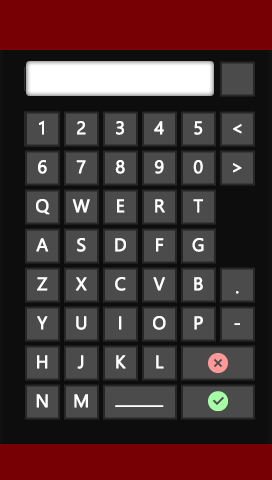 1 2 3 4 5 <
6 7 8 9 0 >
Q W E R T
A S D F G
Z X C V B .
Y U I O P -
H J K L
N M